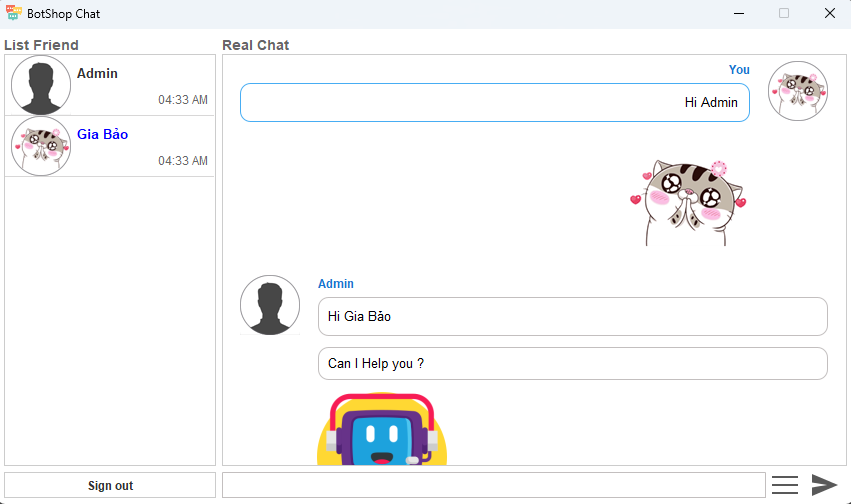 BotShop Chat
List Friend
Admin
04:33 AM
Gia Bảo
04:33 AM
Sign out
Real Chat
You
Hi Admin
Admin
Hi Gia Bảo
Can I Help you ?